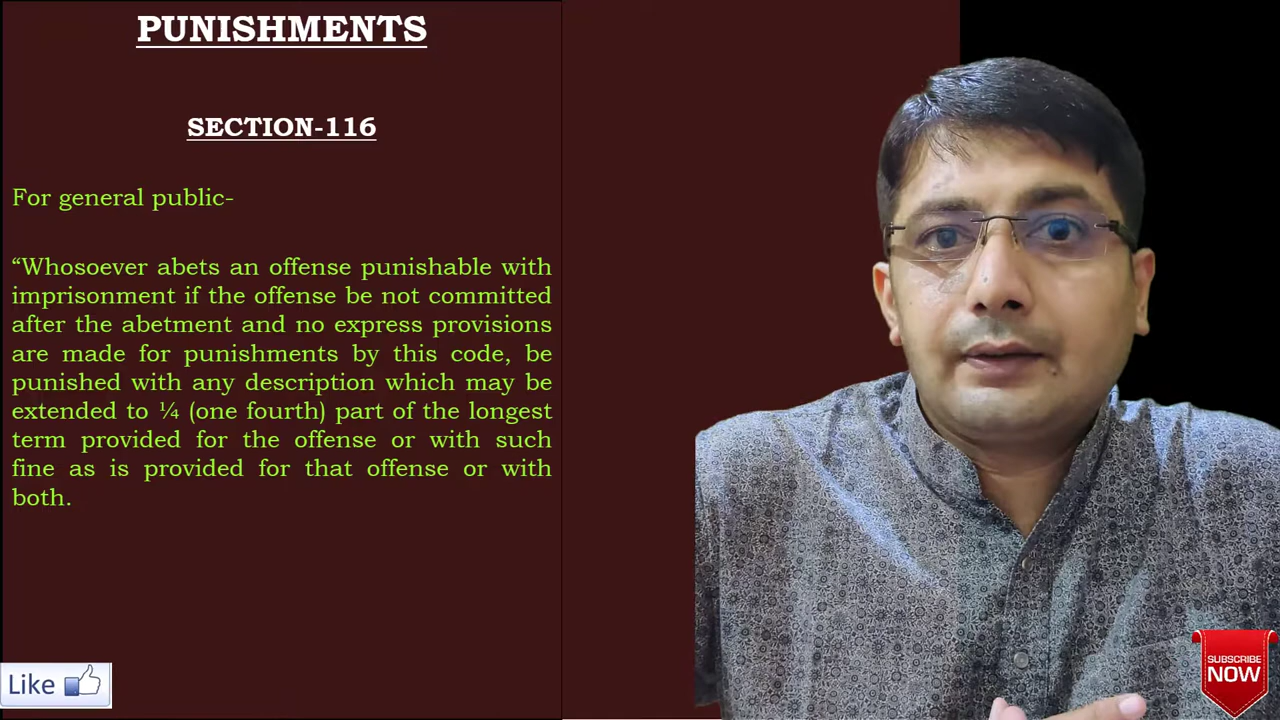 PUNISHMENTS
SECTION-116
For general public-
“Whosoever abets an offense punishable with
imprisonment if the offense be not committed
after the abetment and no express provisions
are made for punishments by this code, be
punished with any description which may be
extended to ¼ (one fourth) part of the longest
term provided for the offense or with such
fine as is provided for that offense or with
both.
Like
SUBSCRIBE
NOW